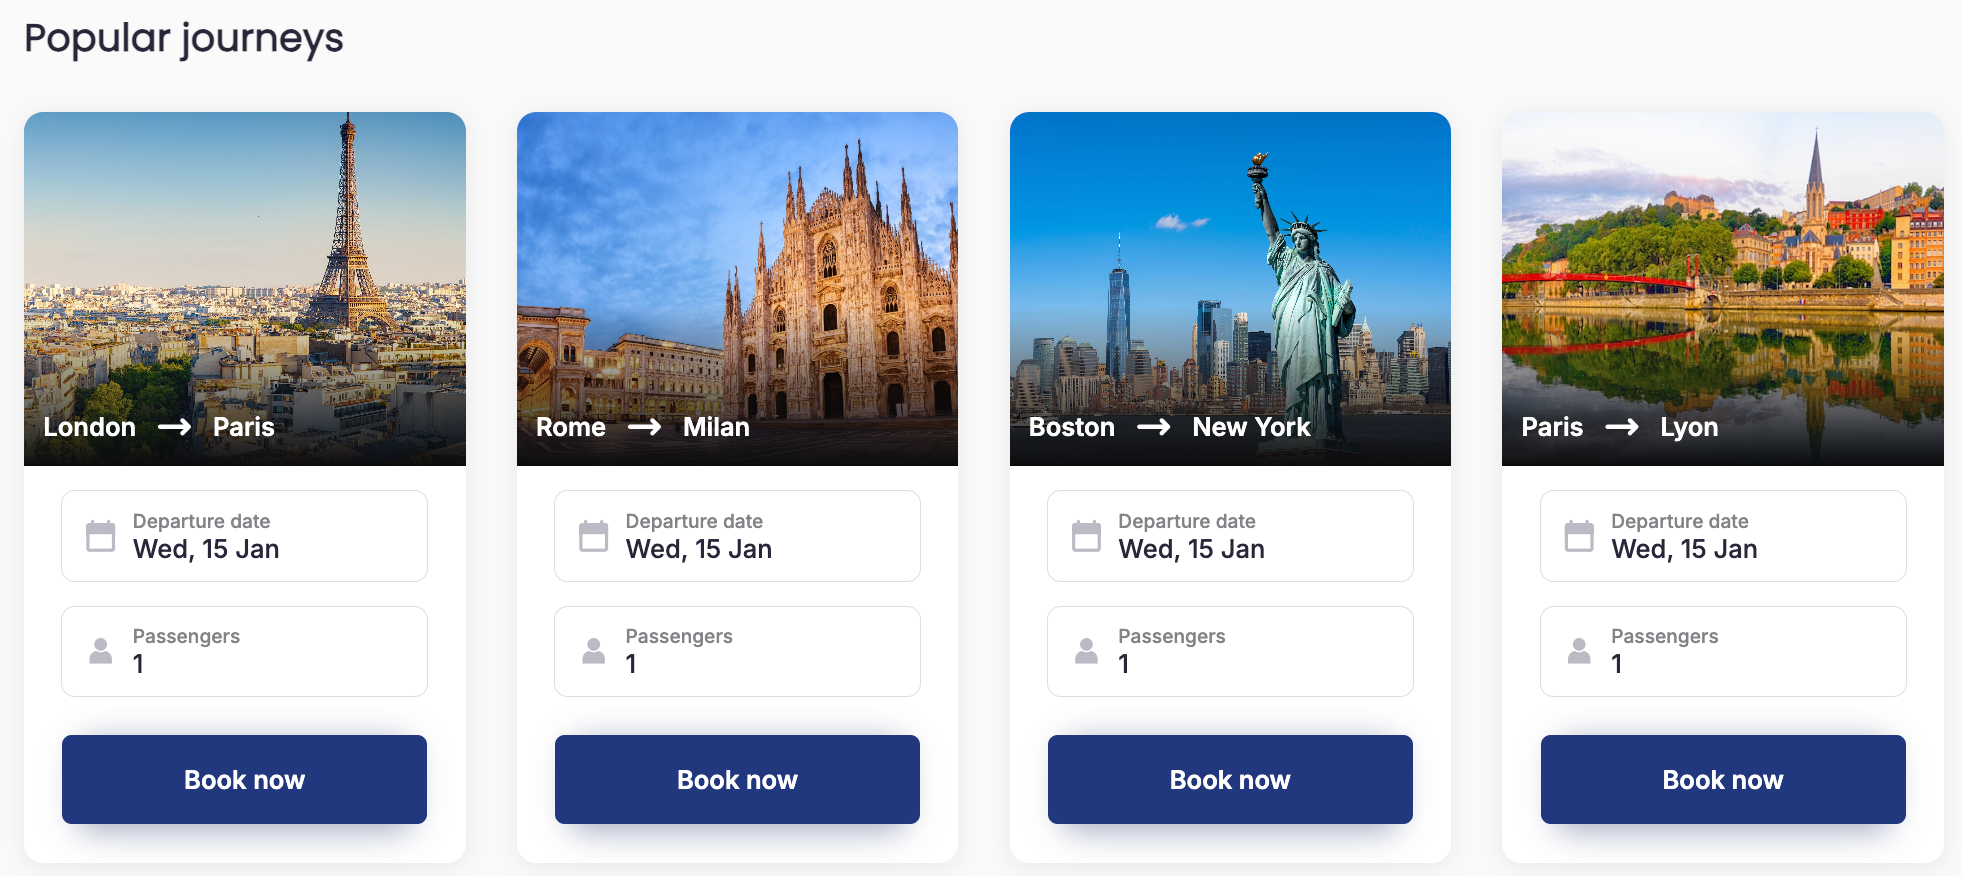 Popular journeys
London → Paris
Departure date
Wed, 15 Jan
Passengers
1
Book now
Rome → Milan
Departure date
Wed, 15 Jan
Passengers
1
Book now
Boston → New York
Departure date
Wed, 15 Jan
Passengers
1
Book now
Paris → Lyon
Departure date
Wed, 15 Jan
Passengers
1
Book now